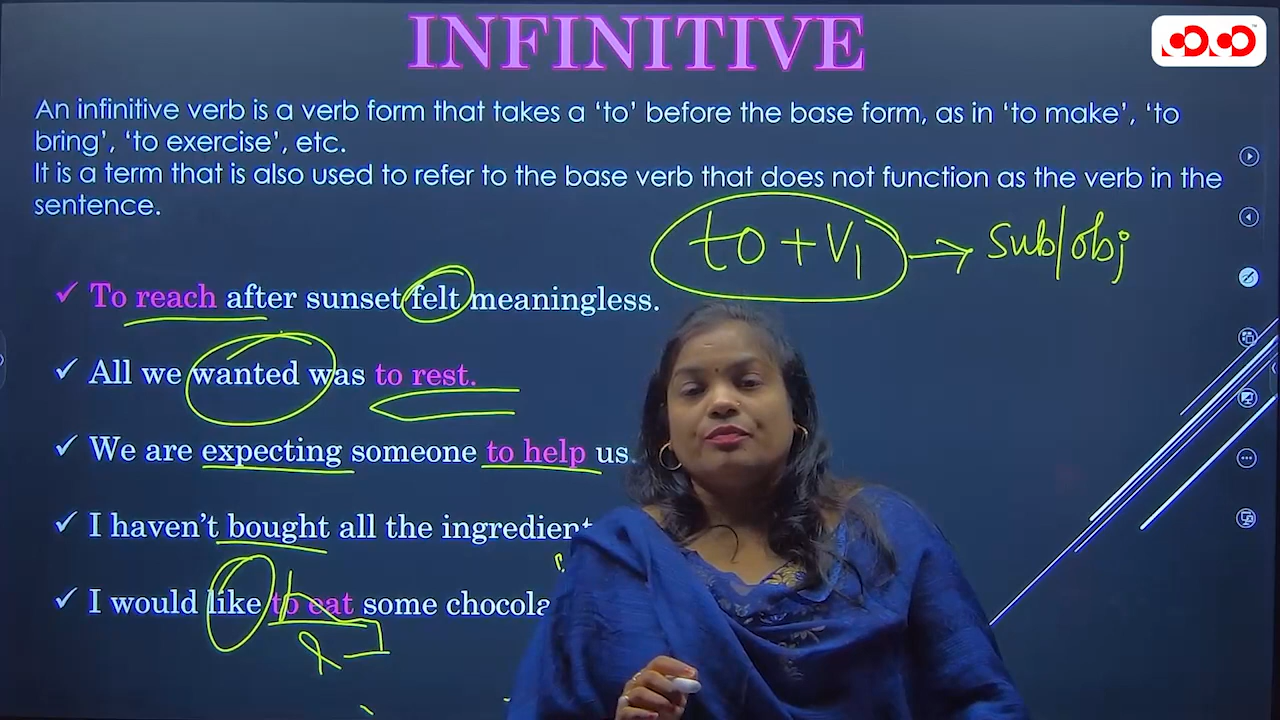 INFINITIVE
An infinitive verb is a verb form that takes a ‘to’ before the base form, as in ‘to make’, ‘to
bring’, ‘to exercise’, etc.
It is a term that is also used to refer to the base verb that does not function as the verb in the
sentence.
to + V1 → sub/obj
✓ To reach after sunset felt meaningless.
✓ All we wanted was to rest.
✓ We are expecting someone to help us.
✓ I haven’t bought all the
✓ I would like to eat some